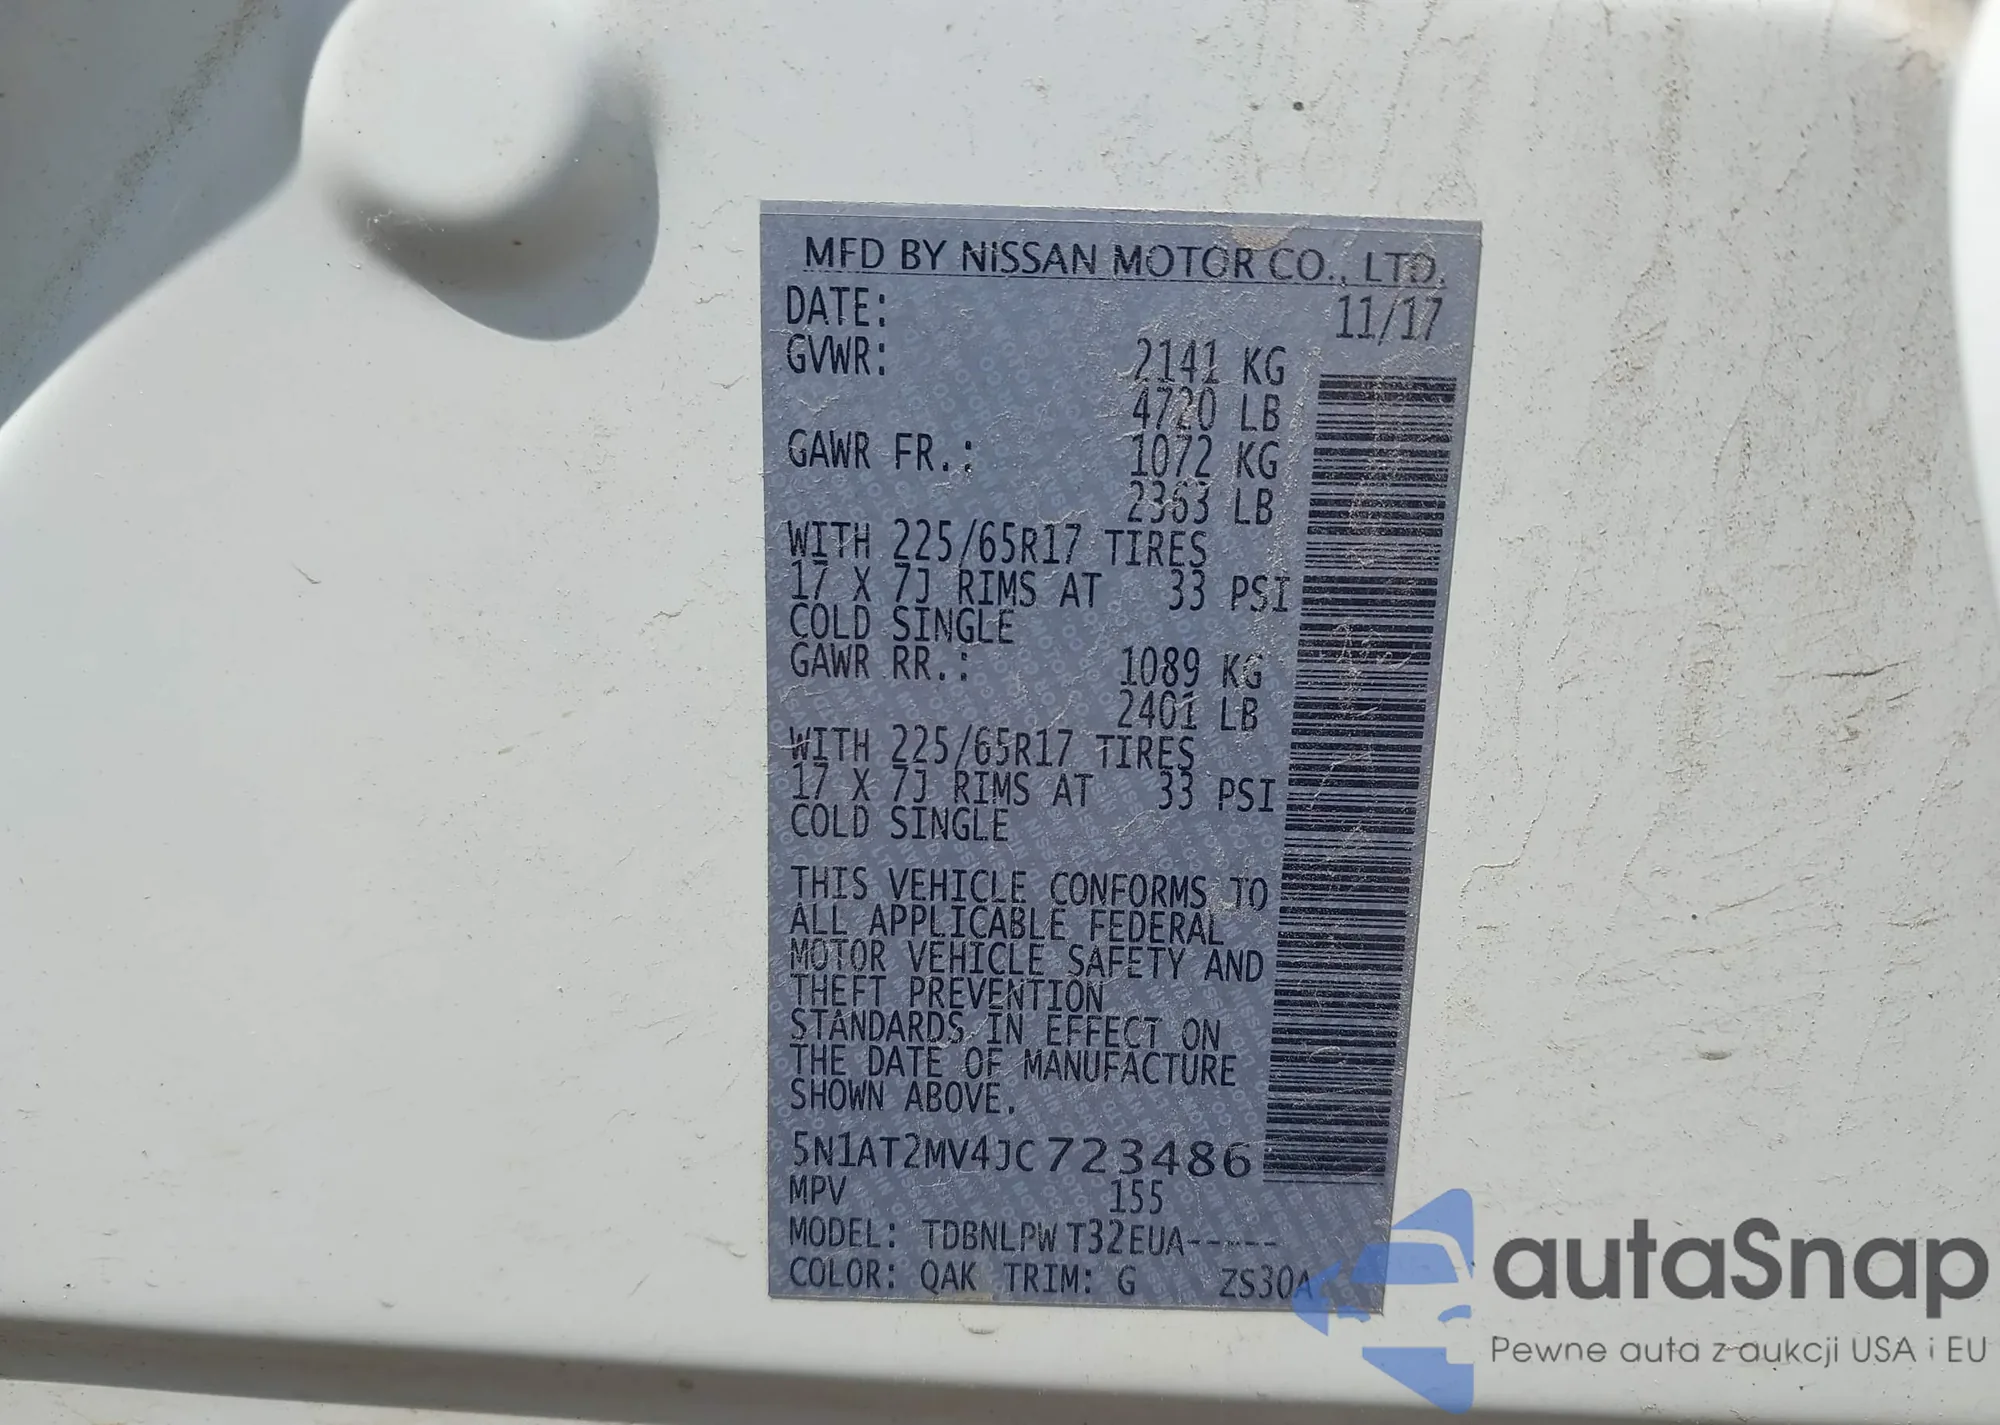 MFD BY NISSAN MOTOR CO., LTD.
DATE: 11/17
GVWR: 2141 KG
4720 LB
GAWR FR.: 1072 KG
2363 LB
WITH 225/65R17 TIRES
17 X 7J RIMS AT 33 PSI
COLD SINGLE
GAWR RR.: 1089 KG
2401 LB
WITH 225/65R17 TIRES
17 X 7J RIMS AT 33 PSI
COLD SINGLE
THIS VEHICLE CONFORMS TO
ALL APPLICABLE FEDERAL
MOTOR VEHICLE SAFETY AND
THEFT PREVENTION
STANDARDS IN EFFECT ON
THE DATE OF MANUFACTURE
SHOWN ABOVE.
5N1AT2MV4JC723486
MPV 155
MODEL: TDBNLPW T32EUA-----
COLOR: QAK TRIM: G ZS30A
autaSnap
Pewne auta z aukcji USA i EU